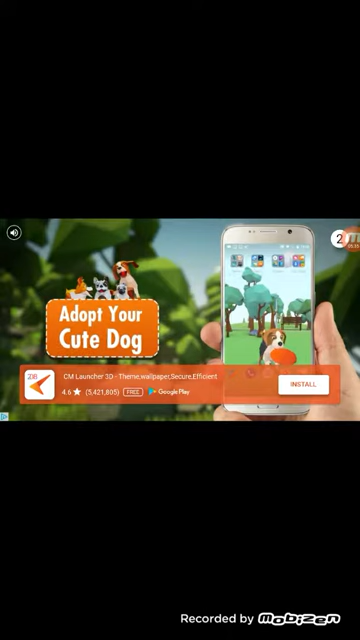 2
Adopt Your
Cute Dog
CM Launcher 3D - Theme,wallpaper,Secure,Efficient
4.6★ (5,421,805) FREE Google Play
INSTALL
Recorded by Mobizen